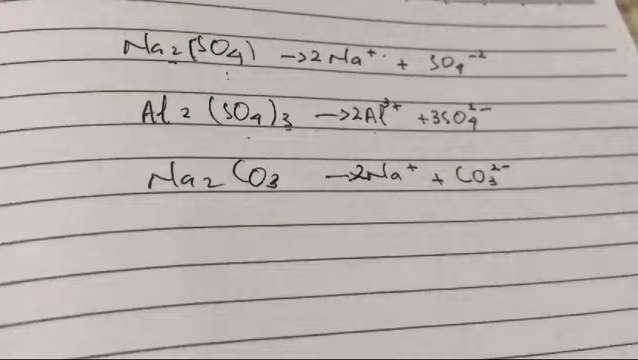 Na₂(SO₄) → 2Na⁺ + SO₄⁻²
Al₂(SO₄)₃ → 2Al³⁺ + 3SO₄²⁻
Na₂CO₃ → 2Na⁺ + CO₃²⁻